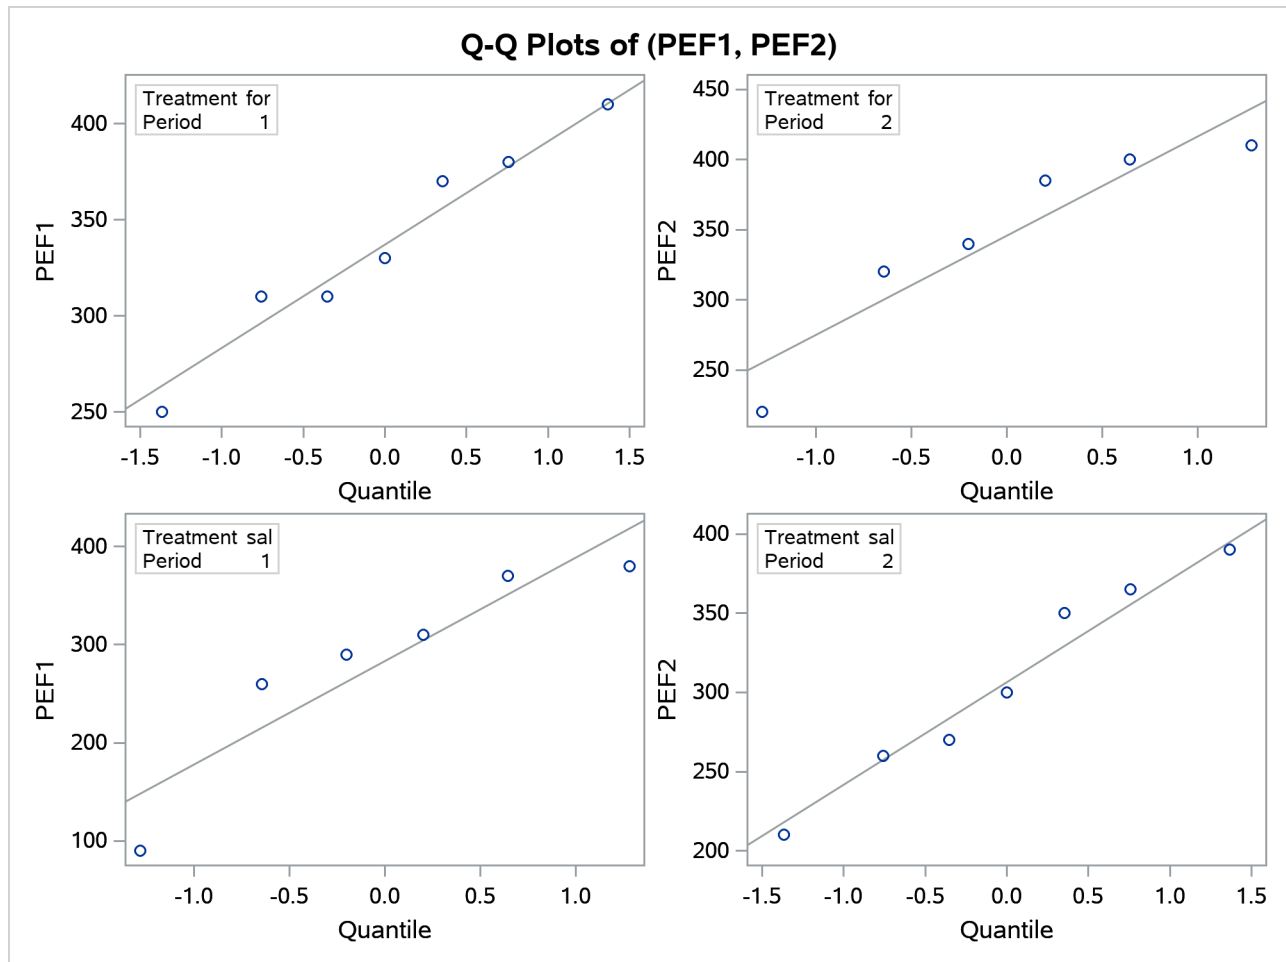 Q-Q Plots of (PEF1, PEF2)
Treatment for
Period 1
400
350
300
250
PEF1
-1.5 -1.0 -0.5 0.0 0.5 1.0 1.5
Quantile
Treatment for
Period 2
450
400
350
300
250
PEF2
-1.0 -0.5 0.0 0.5 1.0
Quantile
Treatment sal
Period 1
400
300
200
100
PEF1
-1.0 -0.5 0.0 0.5 1.0
Quantile
Treatment sal
Period 2
400
350
300
250
200
PEF2
-1.5 -1.0 -0.5 0.0 0.5 1.0 1.5
Quantile